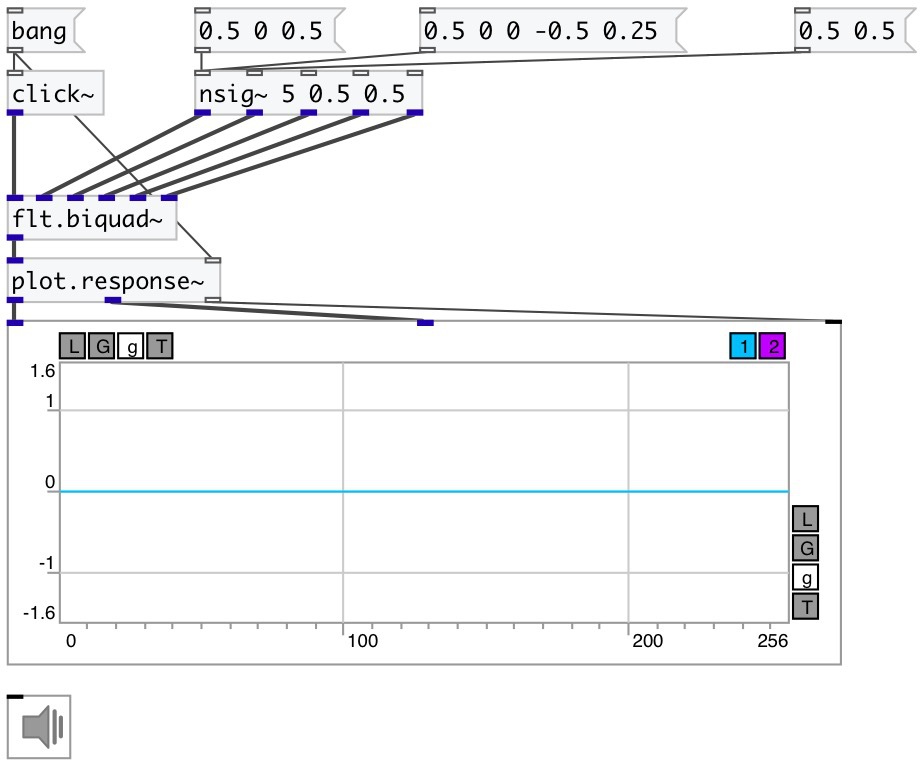 bang
0.5 0 0.5
0.5 0 0 -0.5 0.25
0.5 0.5
click~
nsig~ 5 0.5 0.5
flt.biquad~
plot.response~
L G g T
1 2
1.6
1
0
-1
-1.6
L
G
g
T
0 100 200 256